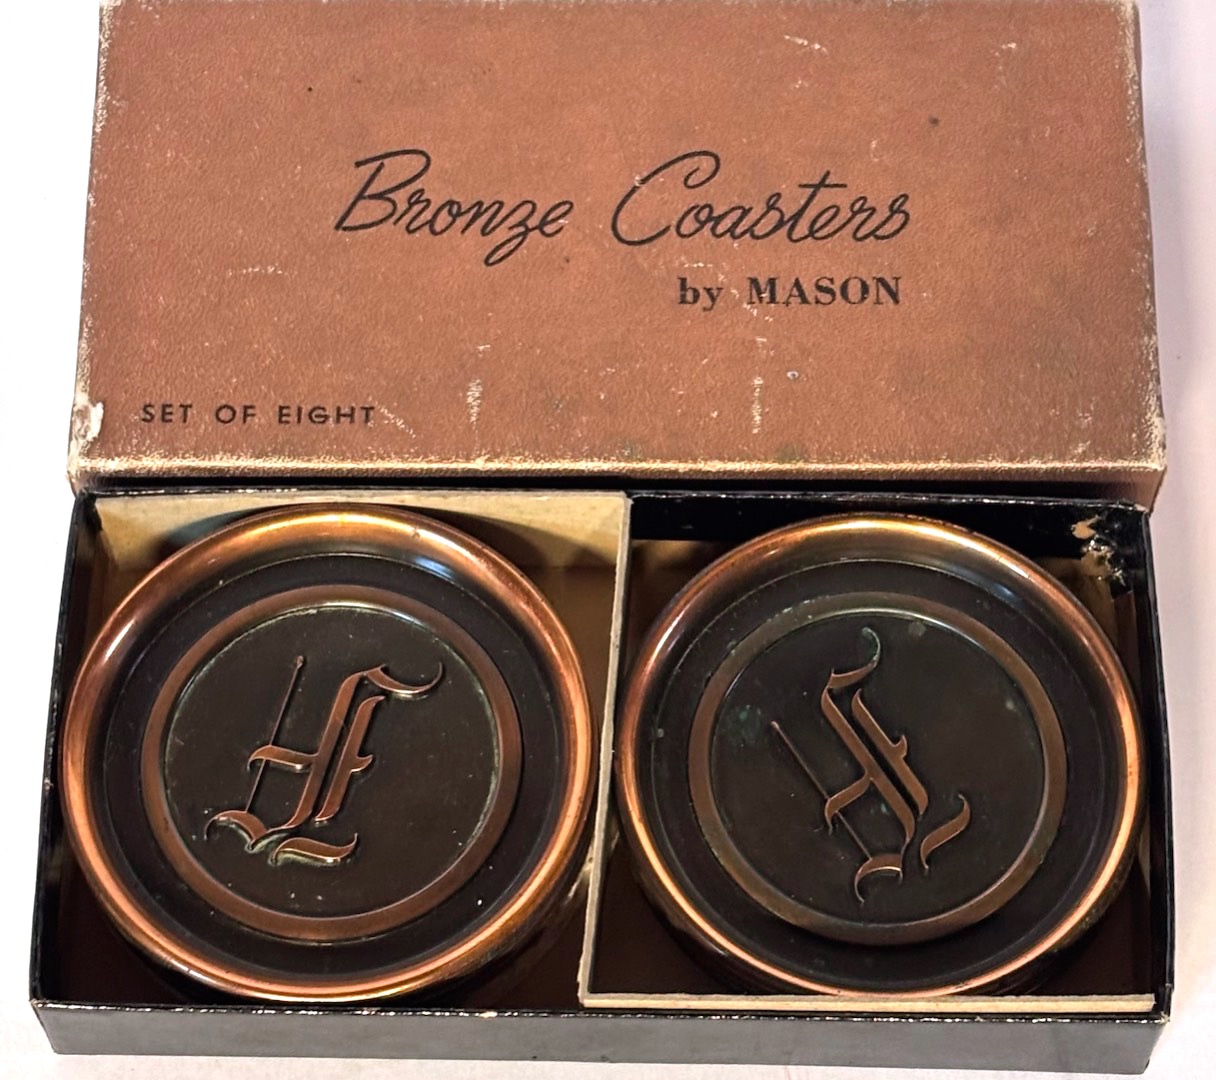 Bronze Coasters
by MASON
SET OF EIGHT